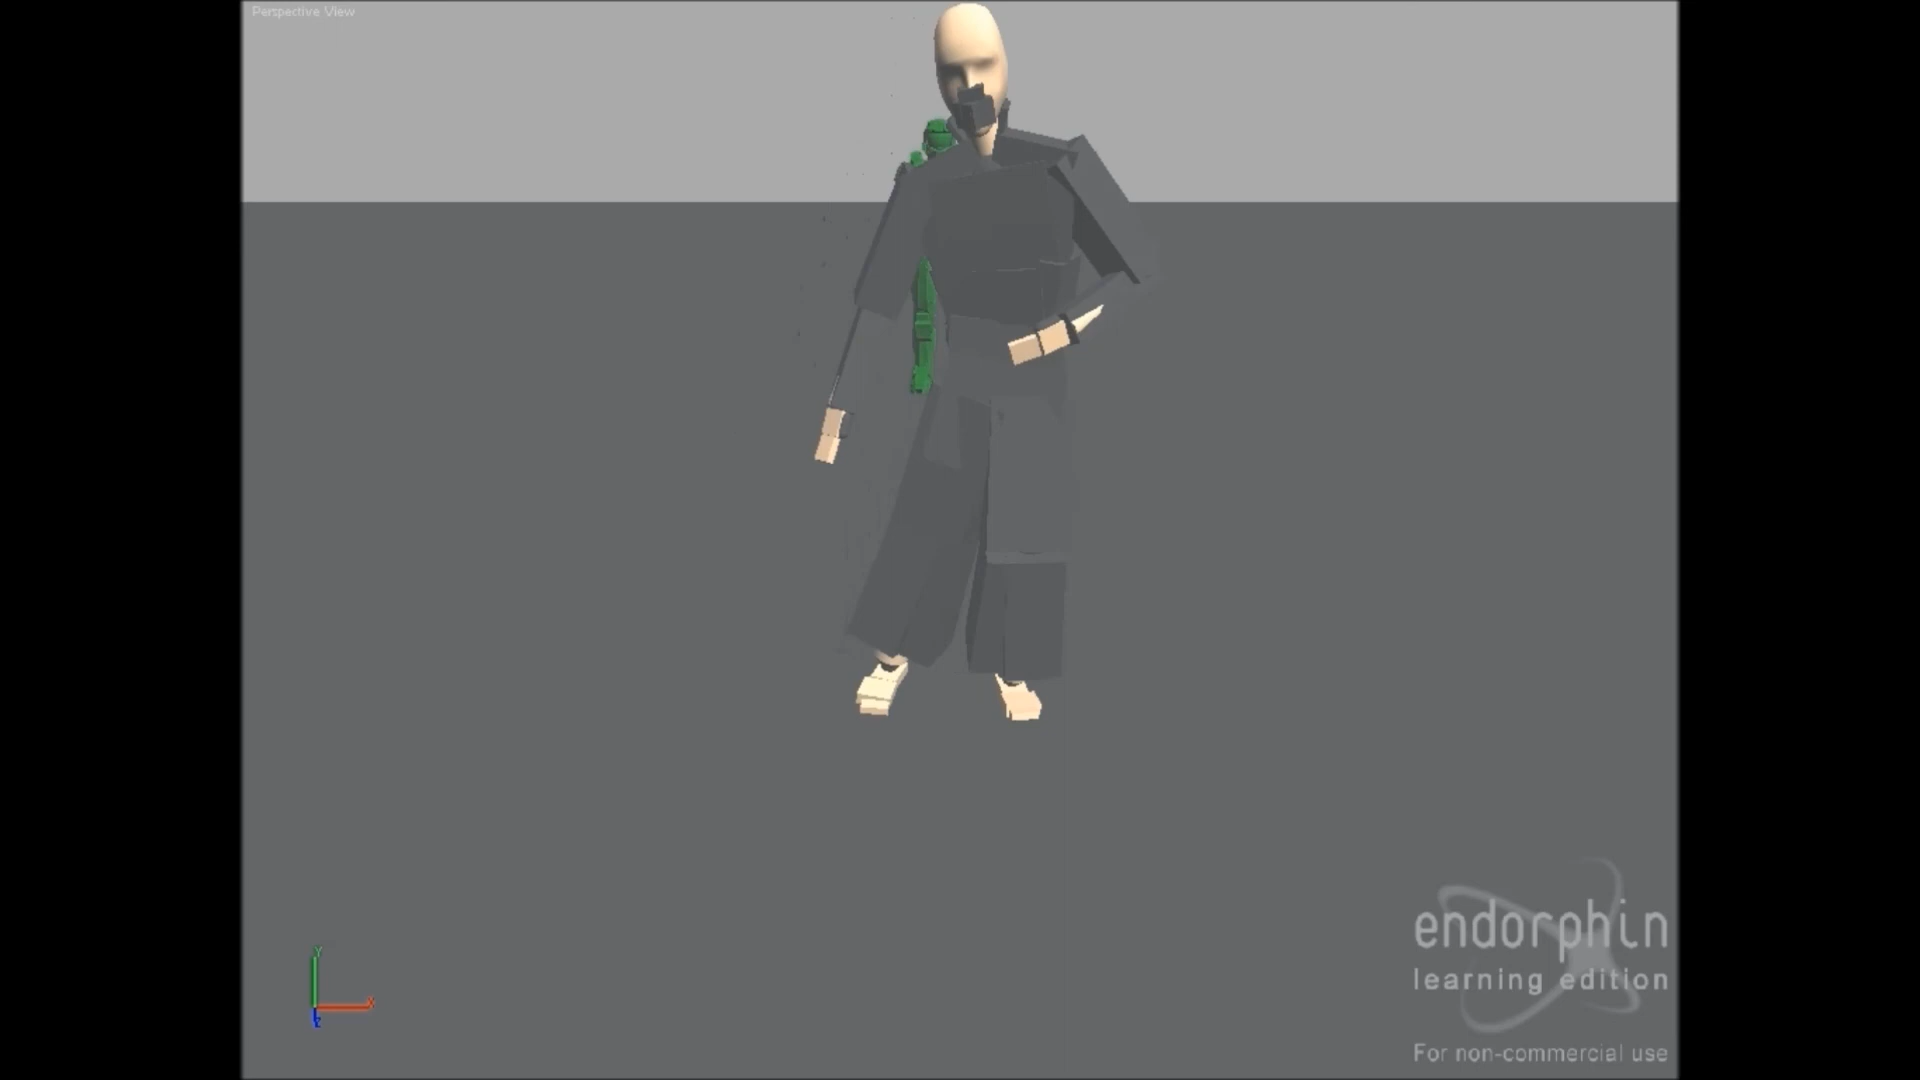 Perspective View
Y
X
Z
endorphin
learning edition
For non-commercial use